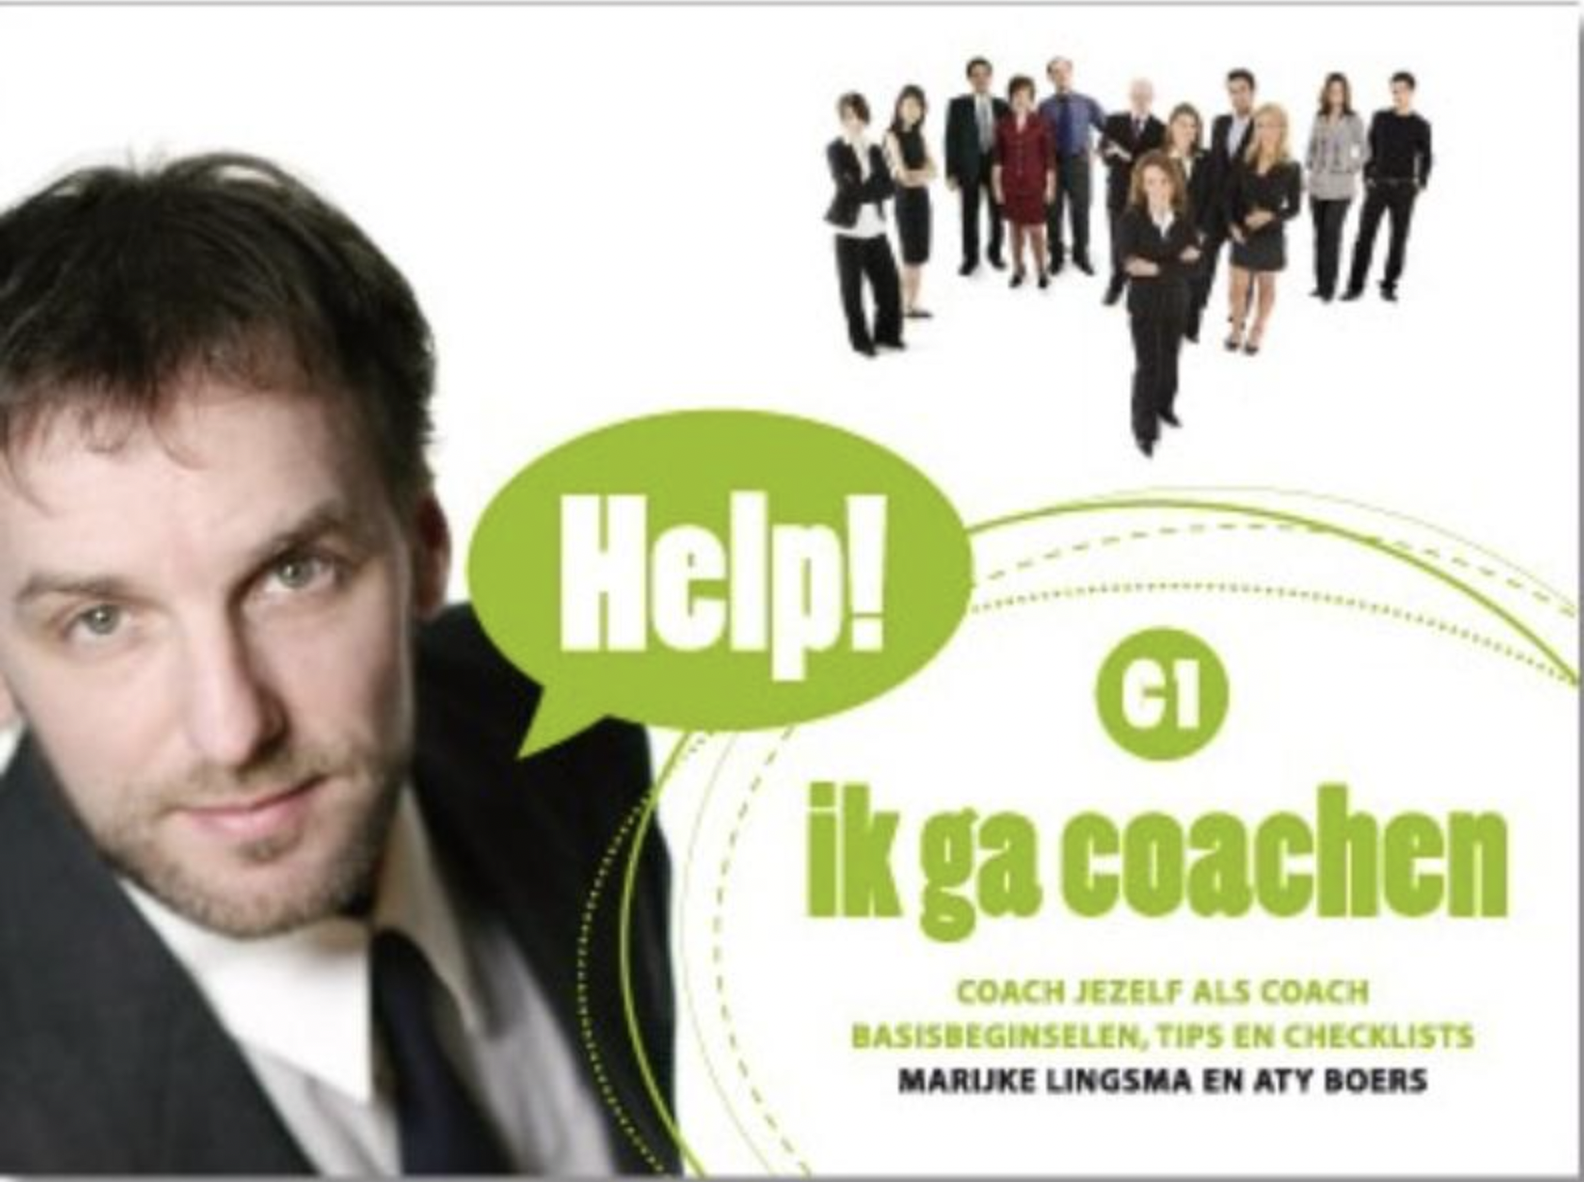 Help!
C1
ik ga coachen
COACH JEZELF ALS COACH
BASISBEGINSELEN, TIPS EN CHECKLISTS
MARIJKE LINGSMA EN ATY BOERS